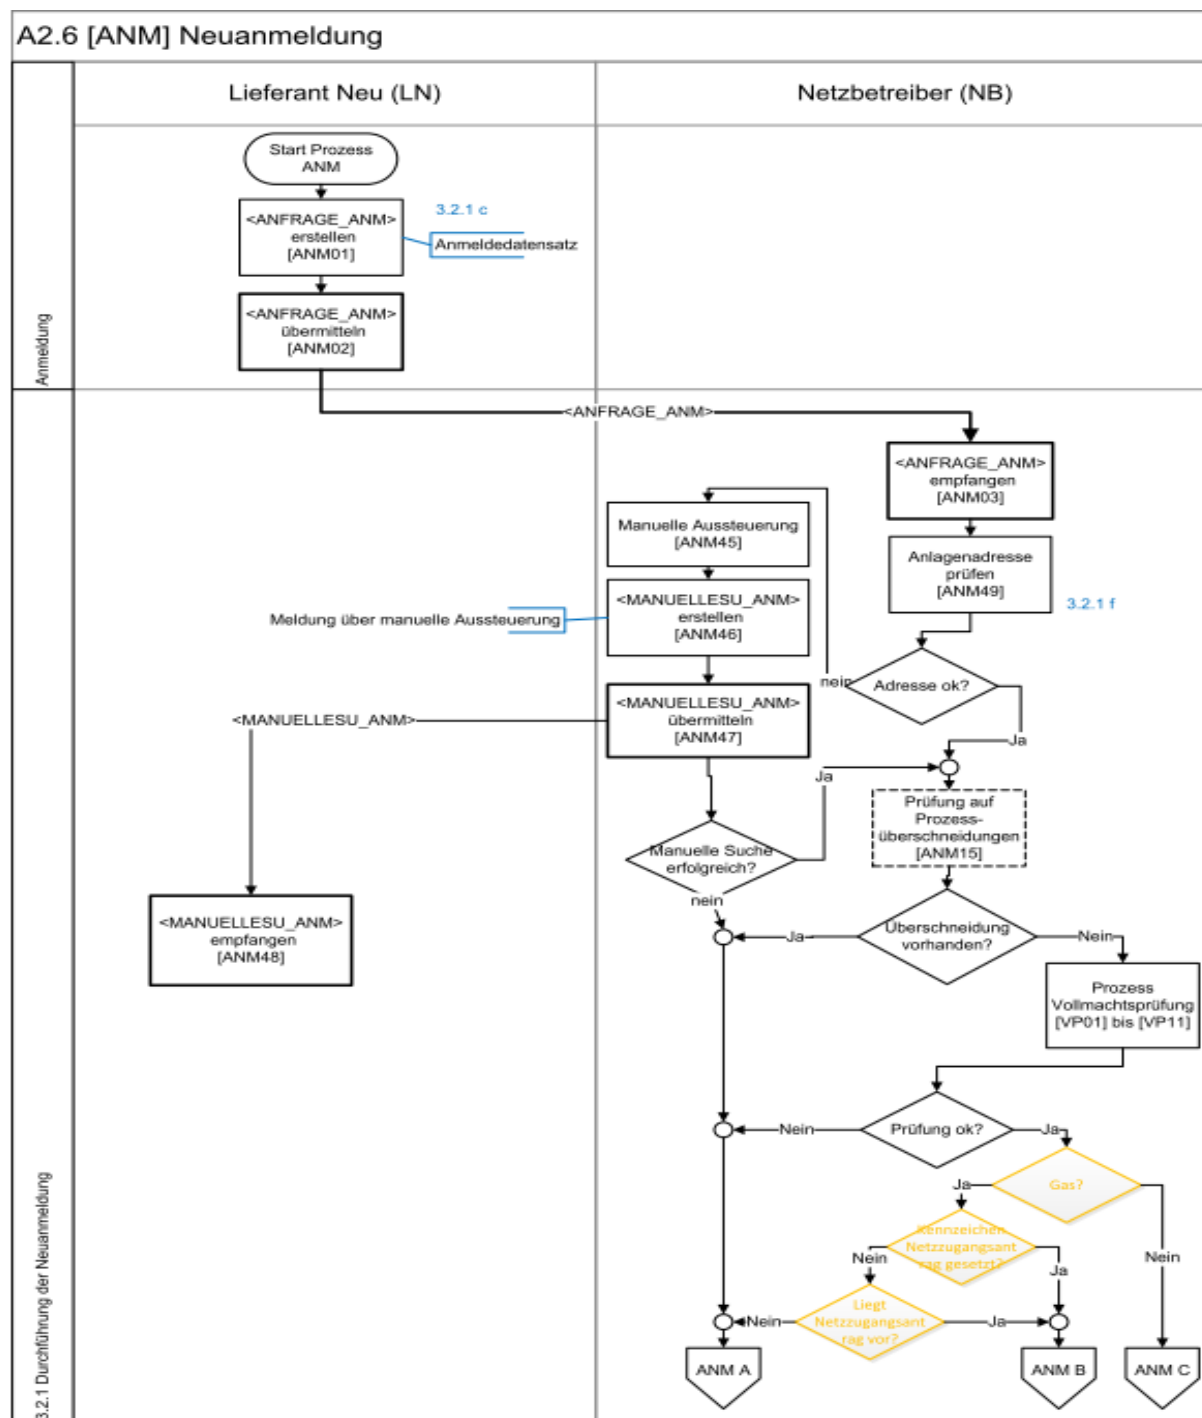 A2.6 [ANM] Neuanmeldung
Lieferant Neu (LN)
Netzbetreiber (NB)
Anmeldung
Start Prozess
ANM
<ANFRAGE_ANM>
erstellen
[ANM01]
3.2.1 c
Anmeldedatensatz
<ANFRAGE_ANM>
übermitteln
[ANM02]
3.2.1 Durchführung der Neuanmeldung
<ANFRAGE_ANM>
<ANFRAGE_ANM>
empfangen
[ANM03]
Manuelle Aussteuerung
[ANM45]
Anlagenadresse
prüfen
[ANM49]
3.2.1 f
<MANUELLESU_ANM>
erstellen
[ANM46]
Meldung über manuelle Aussteuerung
nein
Adresse ok?
<MANUELLESU_ANM>
übermitteln
[ANM47]
<MANUELLESU_ANM>
Ja
Ja
Prüfung auf
Prozess-
überschneidungen
[ANM15]
Manuelle Suche
erfolgreich?
nein
<MANUELLESU_ANM>
empfangen
[ANM48]
Ja
Überschneidung
vorhanden?
Nein
Prozess
Vollmachtsprüfung
[VP01] bis [VP11]
Nein
Prüfung ok?
Ja
Gas?
Ja
Nein
Kennzeichen
Netzzugangsant
rag gesetzt?
Nein
Ja
Liegt
Netzzugangsant
rag vor?
Nein
Ja
ANM A
ANM B
ANM C